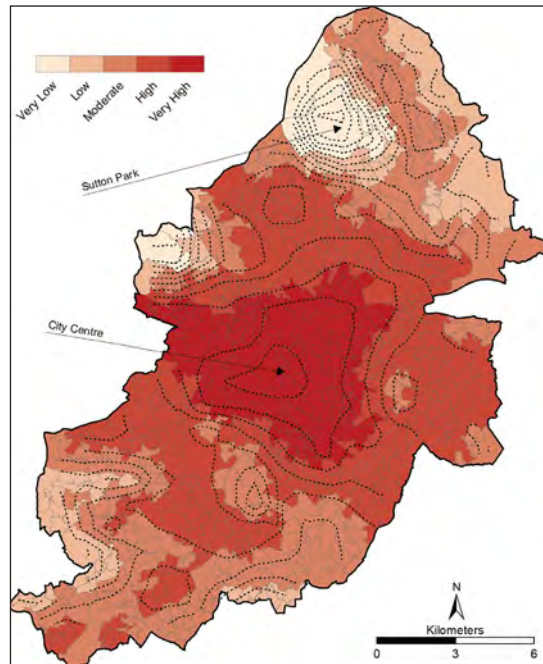 Very Low
Low
Moderate
High
Very High
Sutton Park
City Centre
N
Kilometers
0 3 6